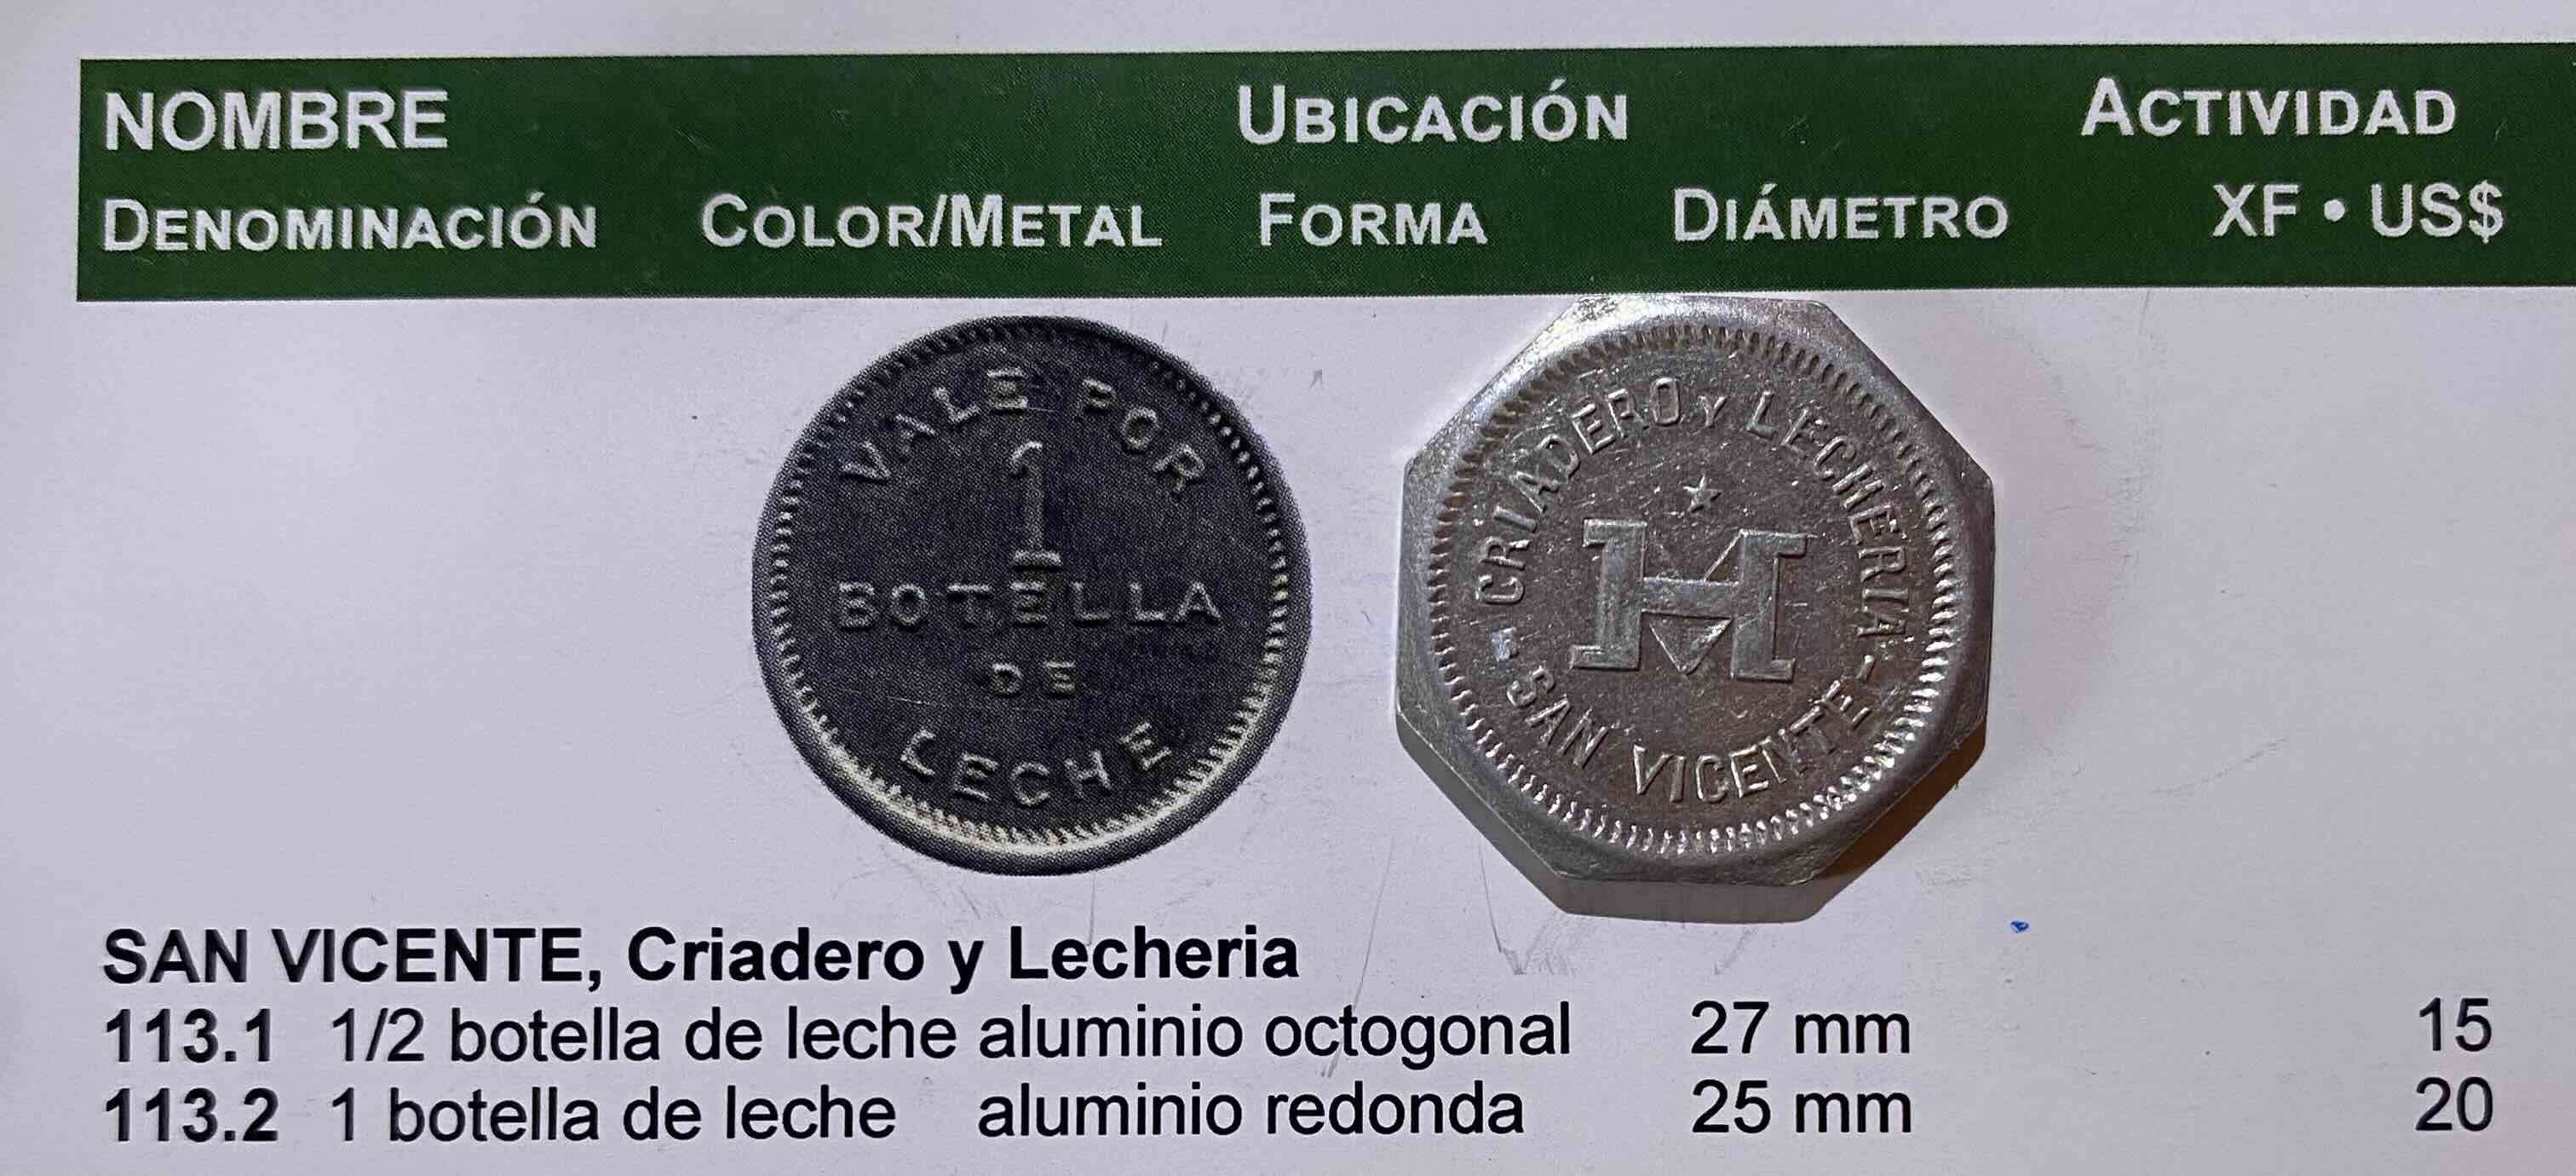 NOMBRE UBICACIÓN ACTIVIDAD
DENOMINACIÓN COLOR/METAL FORMA DIÁMETRO XF • US$
VALE POR
1
BOTELLA
DE
LECHE
CRIADERO Y LECHERIA
H
- SAN VICENTE -
SAN VICENTE, Criadero y Lecheria
113.1 1/2 botella de leche aluminio octogonal 27 mm 15
113.2 1 botella de leche aluminio redonda 25 mm 20